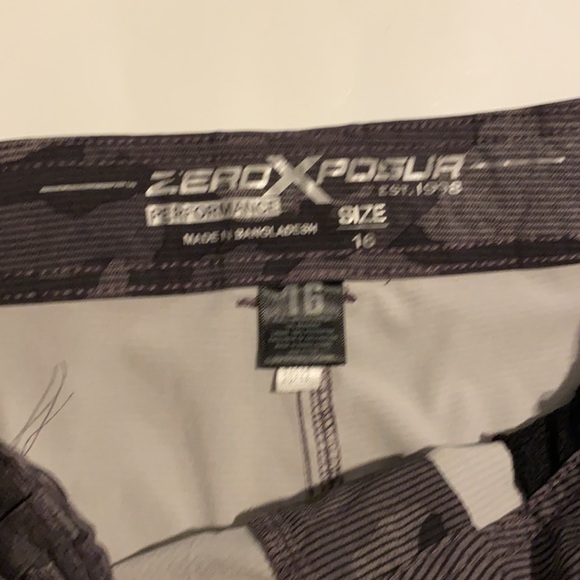 ZEROXPOSUR
EST. 1998
PERFORMANCE
SIZE
MADE IN BANGLADESH
16
16